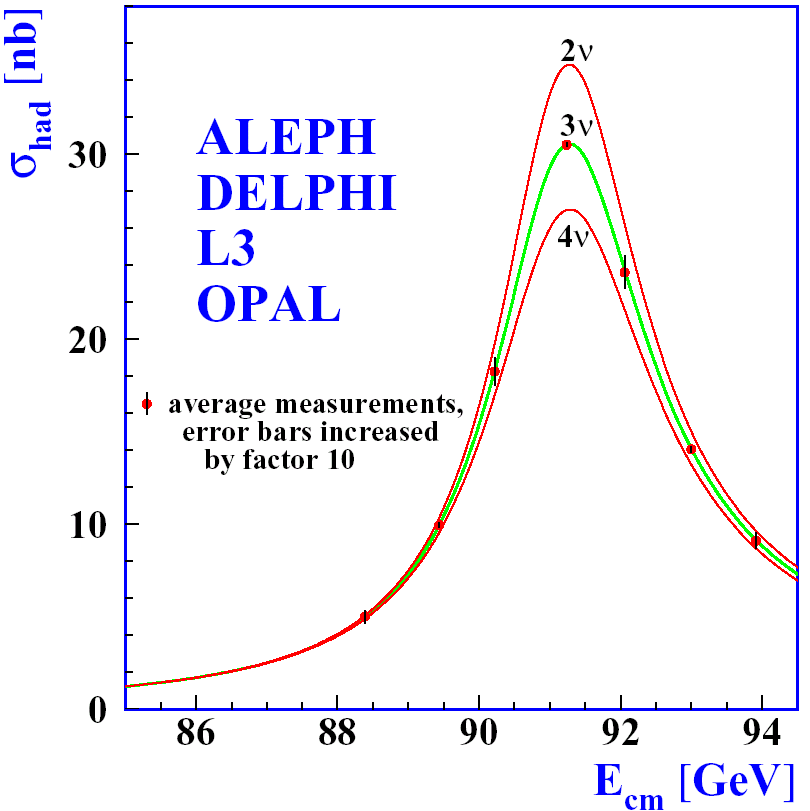 σhad [nb]
30
20
10
0
2ν
3ν
4ν
ALEPH
DELPHI
L3
OPAL
average measurements,
error bars increased
by factor 10
86 88 90 92 94
Ecm [GeV]